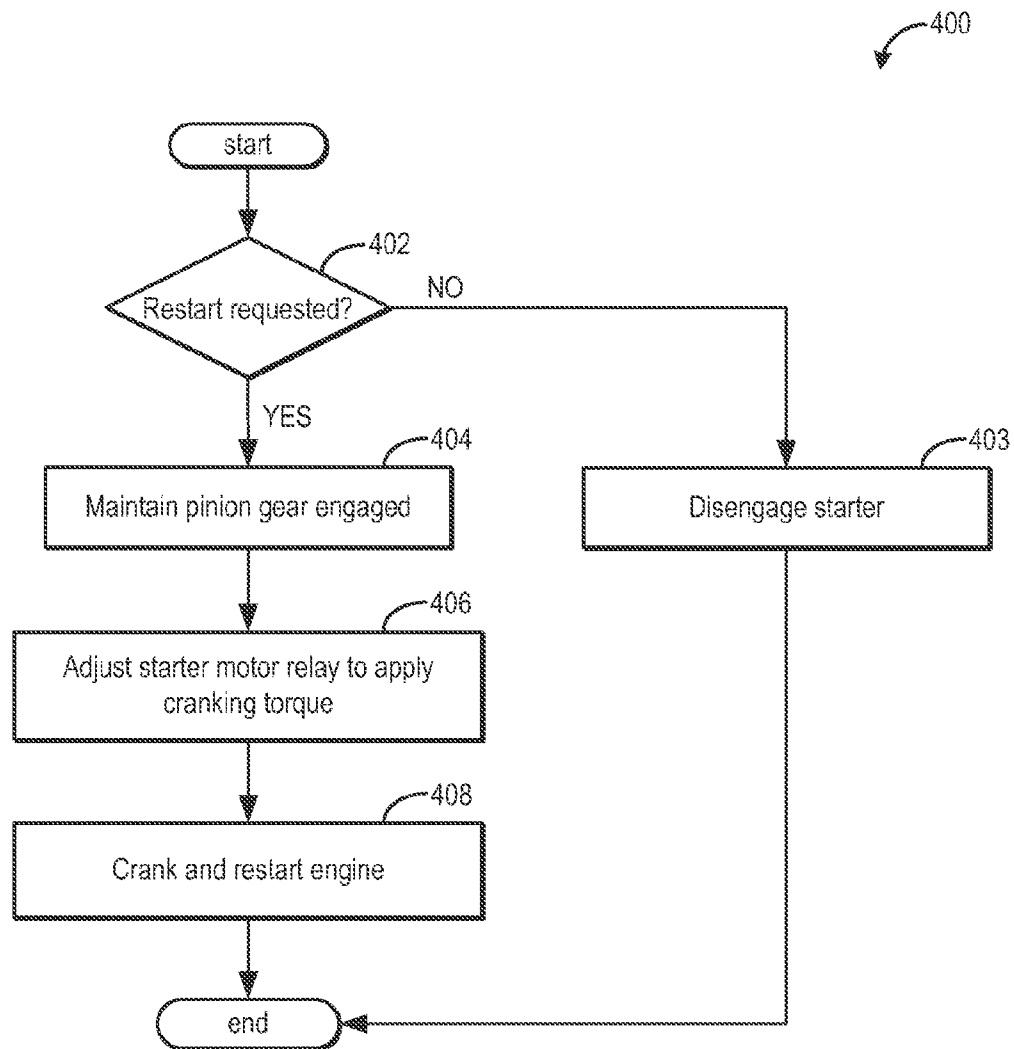 400
start
402
Restart requested?
NO
YES
404
Maintain pinion gear engaged
403
Disengage starter
406
Adjust starter motor relay to apply
cranking torque
408
Crank and restart engine
end